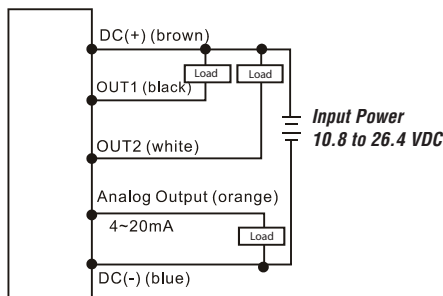 DC(+) (brown)
Load
Load
OUT1 (black)
Input Power
10.8 to 26.4 VDC
OUT2 (white)
Analog Output (orange)
4~20mA
Load
DC(-) (blue)